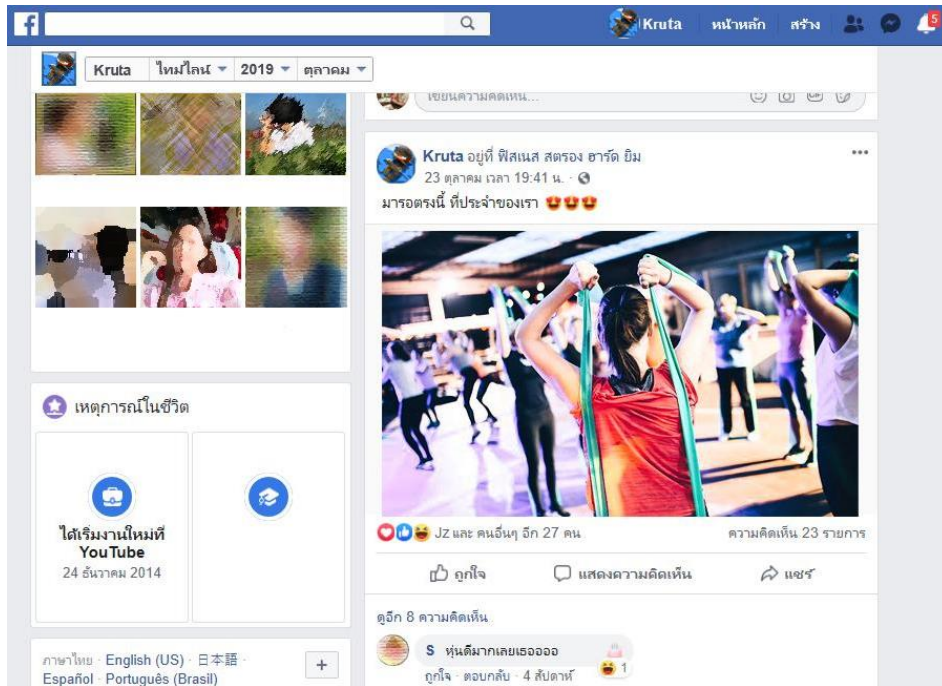 f
Kruta
หน้าหลัก
สร้าง
5
Kruta
ไทม์ไลน์
2019
ตุลาคม
เขียนความคิดเห็น...
Kruta อยู่ที่ ฟิสเนส สตรอง ฮาร์ด ยิม
23 ตุลาคม เวลา 19:41 น.
มารอตรงนี้ ที่ประจำของเรา
เหตุการณ์ในชีวิต
ได้เริ่มงานใหม่ที่
YouTube
24 ธันวาคม 2014
Jz และ คนอื่นๆ อีก 27 คน
ความคิดเห็น 23 รายการ
ถูกใจ
แสดงความคิดเห็น
แชร์
ดูอีก 8 ความคิดเห็น
S หุ่นดีมากเลยเธอออออ
ถูกใจ · ตอบกลับ · 4 สัปดาห์
1
ภาษาไทย · English (US) · 日本語 ·
Español · Português (Brasil)